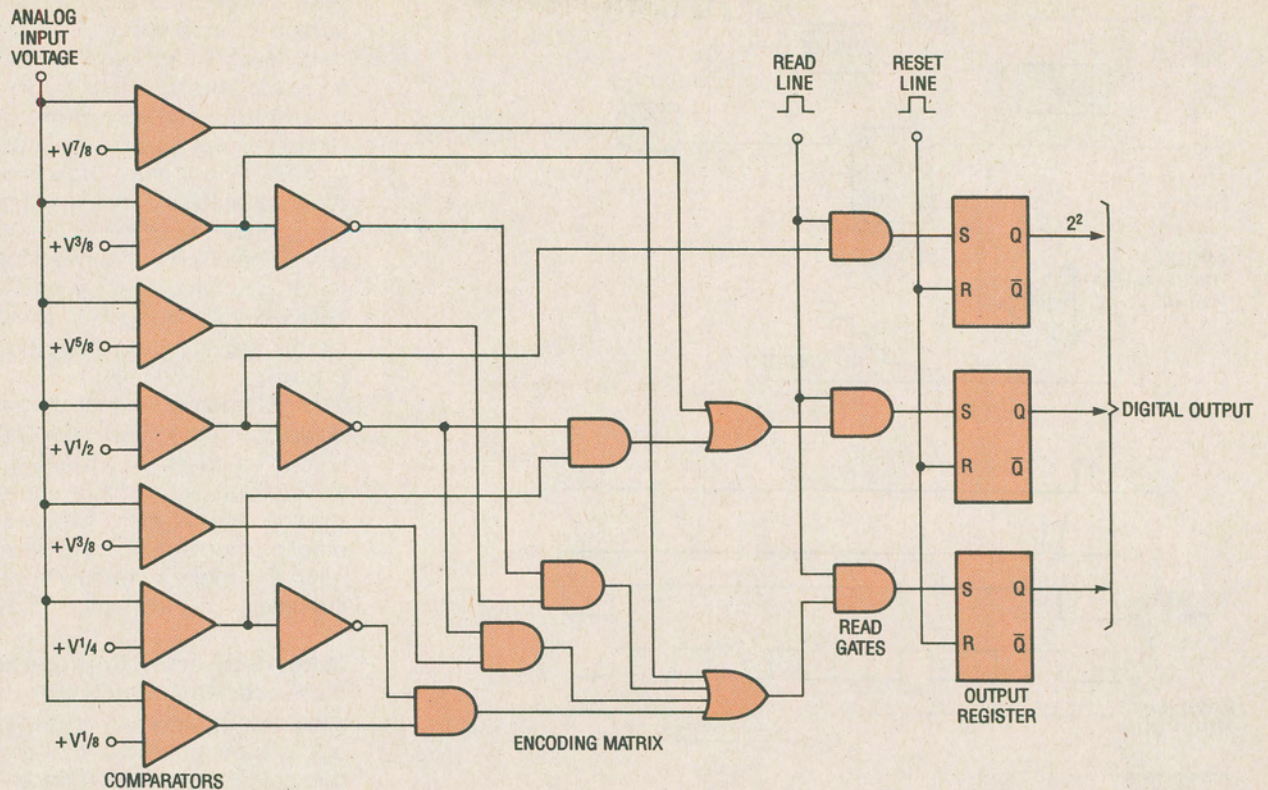 ANALOG
INPUT
VOLTAGE
READ
LINE
RESET
LINE
+ V7/8
+ V3/8
+ V5/8
+ V1/2
+ V3/8
+ V1/4
+ V1/8
COMPARATORS
ENCODING MATRIX
READ
GATES
S Q
R Q̅
2²
S Q
R Q̅
S Q
R Q̅
OUTPUT
REGISTER
DIGITAL OUTPUT